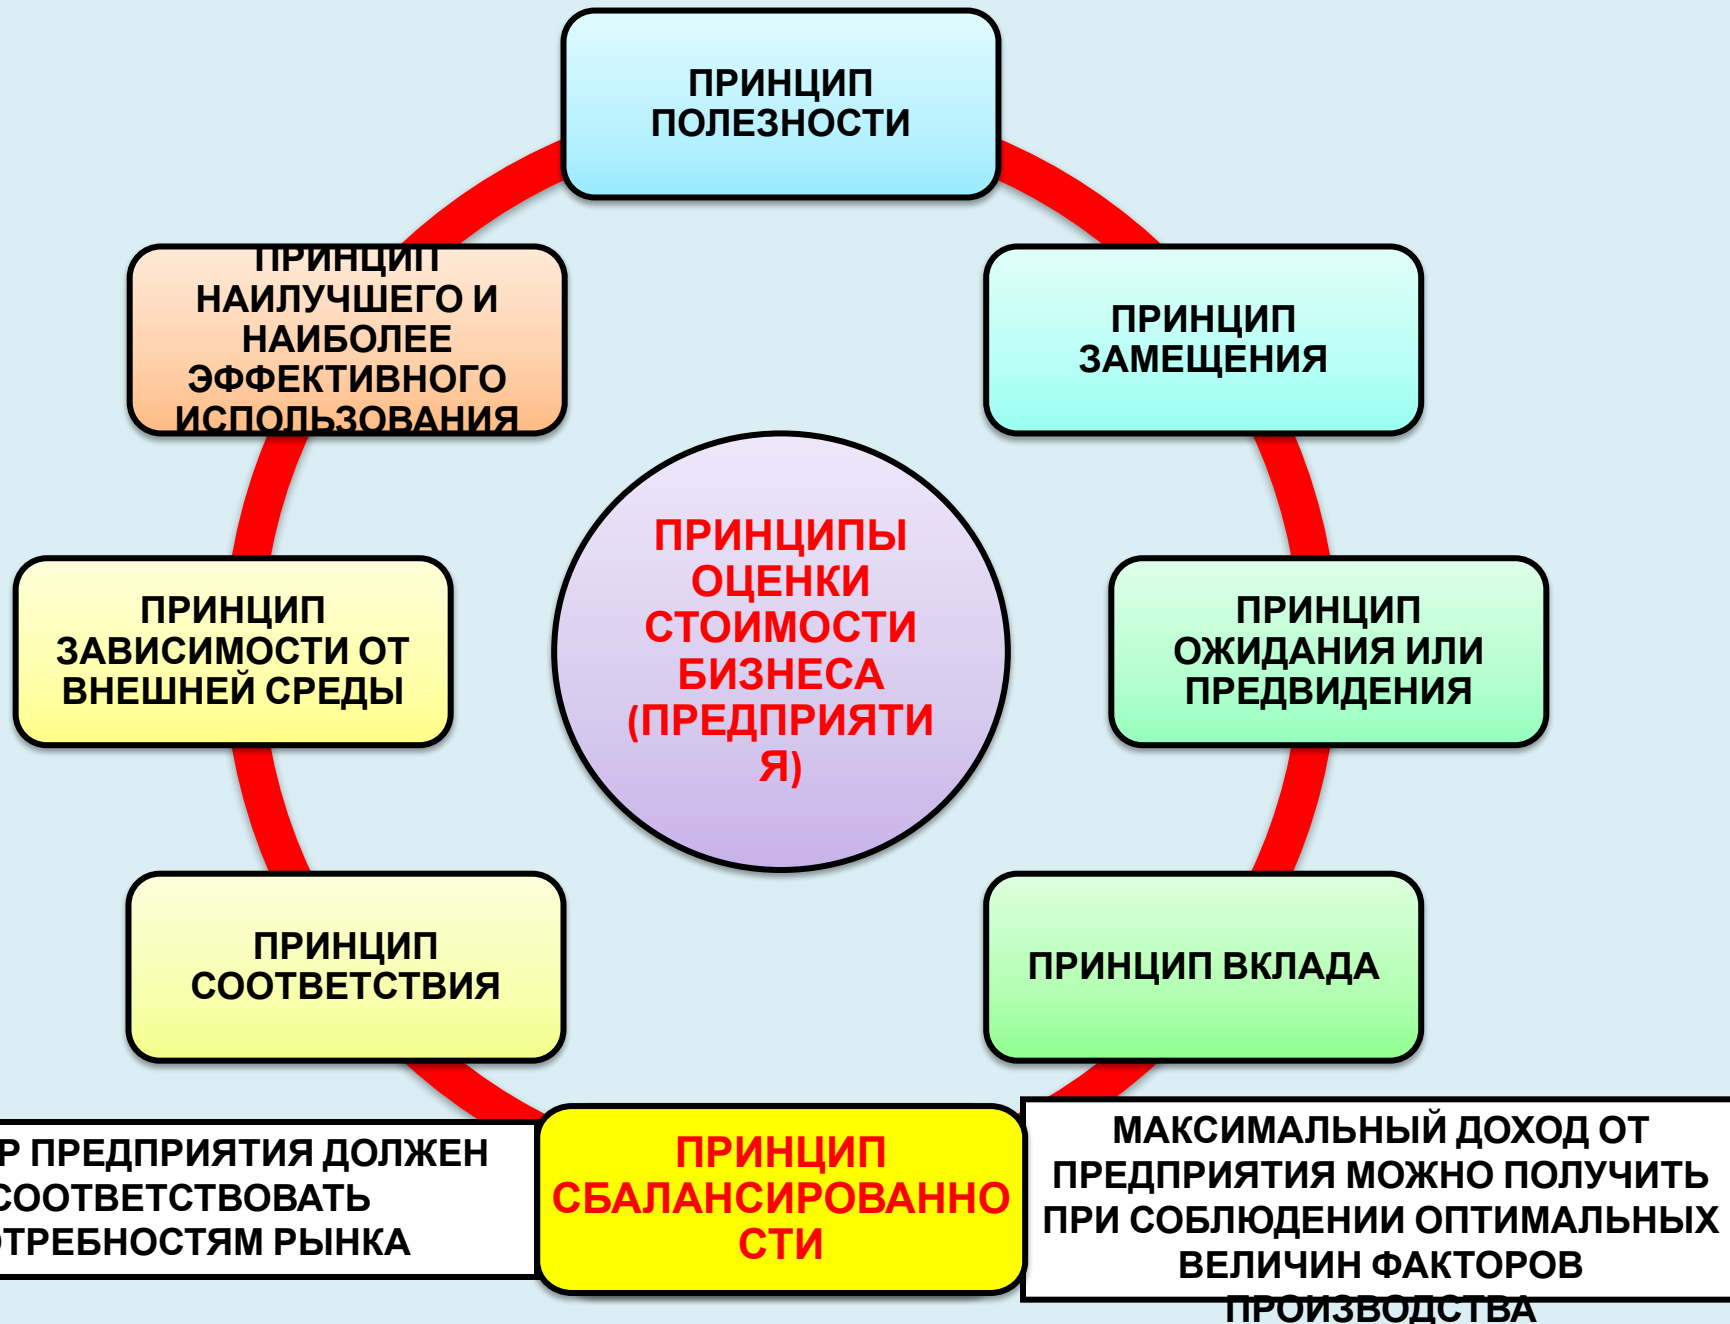 ПРИНЦИП
ПОЛЕЗНОСТИ
ПРИНЦИП
НАИЛУЧШЕГО И
НАИБОЛЕЕ
ЭФФЕКТИВНОГО
ИСПОЛЬЗОВАНИЯ
ПРИНЦИП
ЗАМЕЩЕНИЯ
ПРИНЦИПЫ
ОЦЕНКИ
СТОИМОСТИ
БИЗНЕСА
(ПРЕДПРИЯТИ
Я)
ПРИНЦИП
ЗАВИСИМОСТИ ОТ
ВНЕШНЕЙ СРЕДЫ
ПРИНЦИП
ОЖИДАНИЯ ИЛИ
ПРЕДВИДЕНИЯ
ПРИНЦИП
СООТВЕТСТВИЯ
ПРИНЦИП ВКЛАДА
ПРЕДПРИЯТИЯ ДОЛЖЕН
СООТВЕТСТВОВАТЬ
РЫНКА
ПРИНЦИП
СБАЛАНСИРОВАННО
СТИ
МАКСИМАЛЬНЫЙ ДОХОД ОТ
ПРЕДПРИЯТИЯ МОЖНО ПОЛУЧИТЬ
ПРИ СОБЛЮДЕНИИ ОПТИМАЛЬНЫХ
ВЕЛИЧИН ФАКТОРОВ
ПРОИЗВОДСТВА